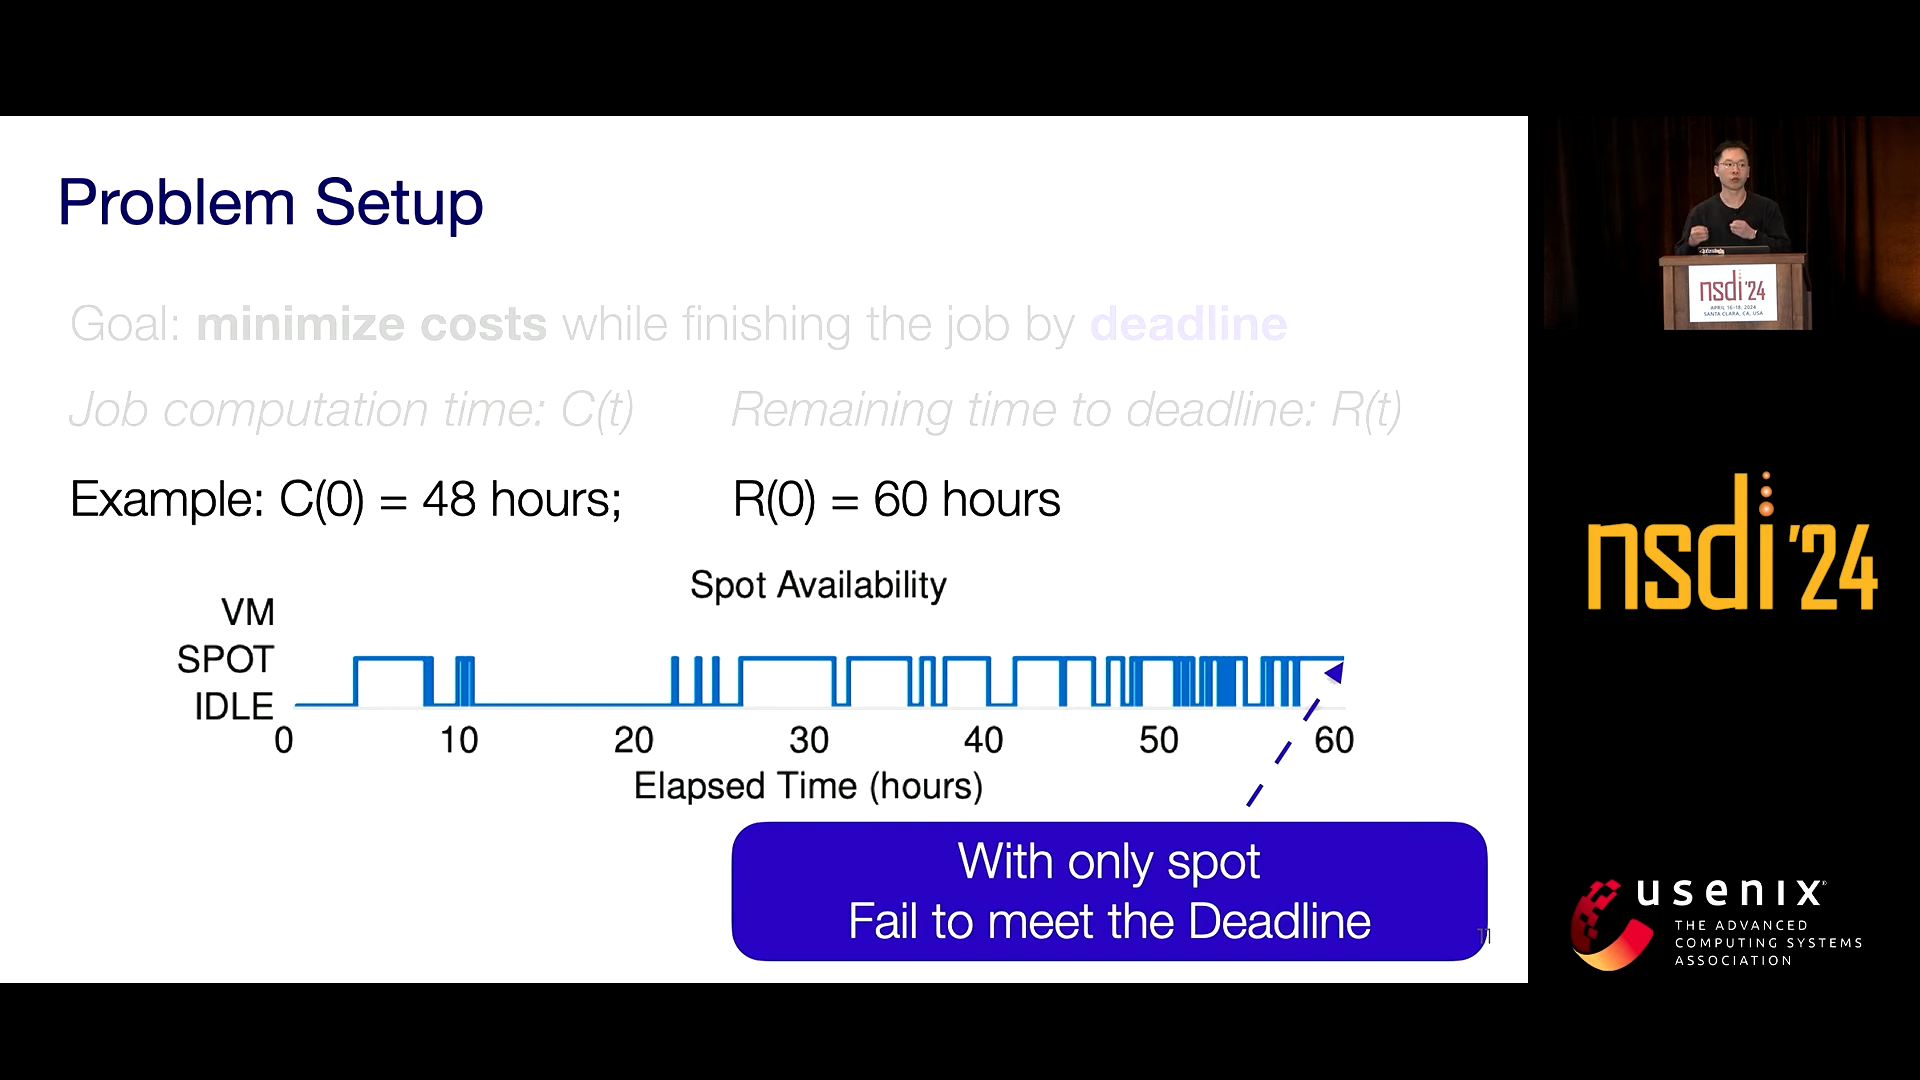 Problem Setup
Goal: minimize costs while finishing the job by deadline
Job computation time: C(t) Remaining time to deadline: R(t)
Example: C(0) = 48 hours; R(0) = 60 hours
Spot Availability
VM
SPOT
IDLE
0 10 20 30 40 50 60
Elapsed Time (hours)
With only spot
Fail to meet the Deadline
11
nsdi '24
APRIL 16-18, 2024
SANTA CLARA, CA, USA
nsdi '24
usenix
THE ADVANCED
COMPUTING SYSTEMS
ASSOCIATION